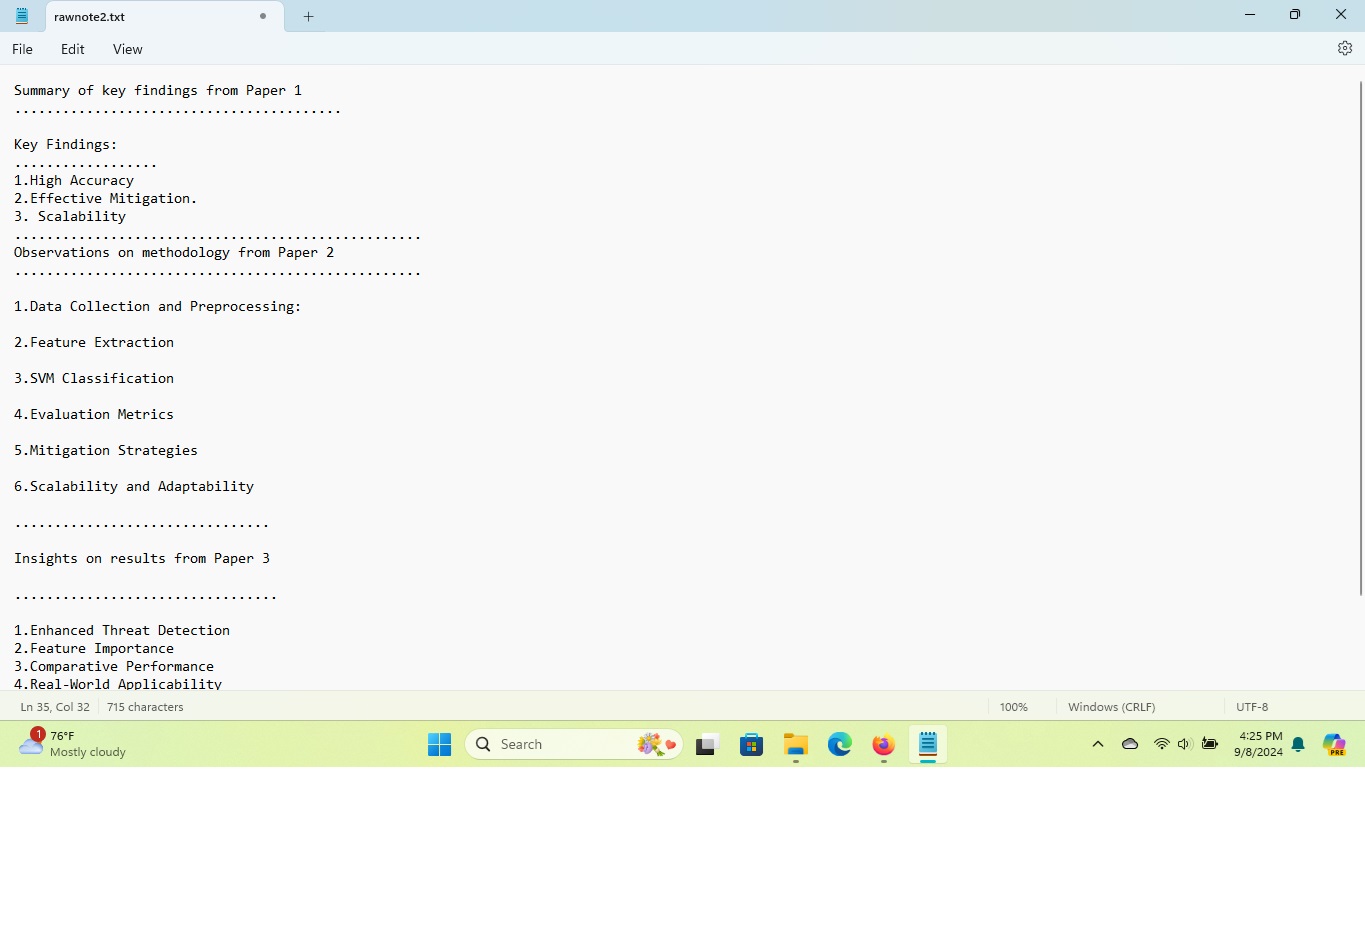 rawnote2.txt
File Edit View
Summary of key findings from Paper 1
.........................................
Key Findings:
..................
1.High Accuracy
2.Effective Mitigation.
3. Scalability
...................................................
Observations on methodology from Paper 2
...................................................
1.Data Collection and Preprocessing:
2.Feature Extraction
3.SVM Classification
4.Evaluation Metrics
5.Mitigation Strategies
6.Scalability and Adaptability
................................
Insights on results from Paper 3
.................................
1.Enhanced Threat Detection
2.Feature Importance
3.Comparative Performance
4.Real-World Applicability
Ln 35, Col 32 715 characters 100% Windows (CRLF) UTF-8
1 76°F
Mostly cloudy
Search
PRE
4:25 PM
9/8/2024